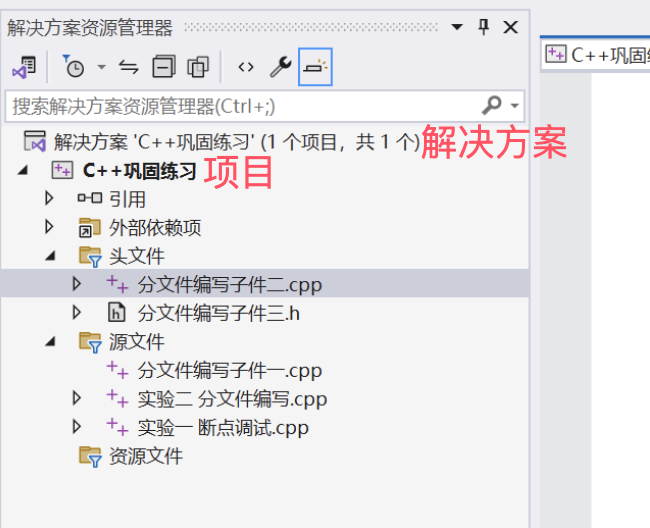 解决方案资源管理器
C++巩固
搜索解决方案资源管理器(Ctrl+;)
解决方案 'C++巩固练习' (1 个项目，共 1 个)
解决方案
C++巩固练习
项目
引用
外部依赖项
头文件
分文件编写子件二.cpp
分文件编写子件三.h
源文件
分文件编写子件一.cpp
实验二 分文件编写.cpp
实验一 断点调试.cpp
资源文件